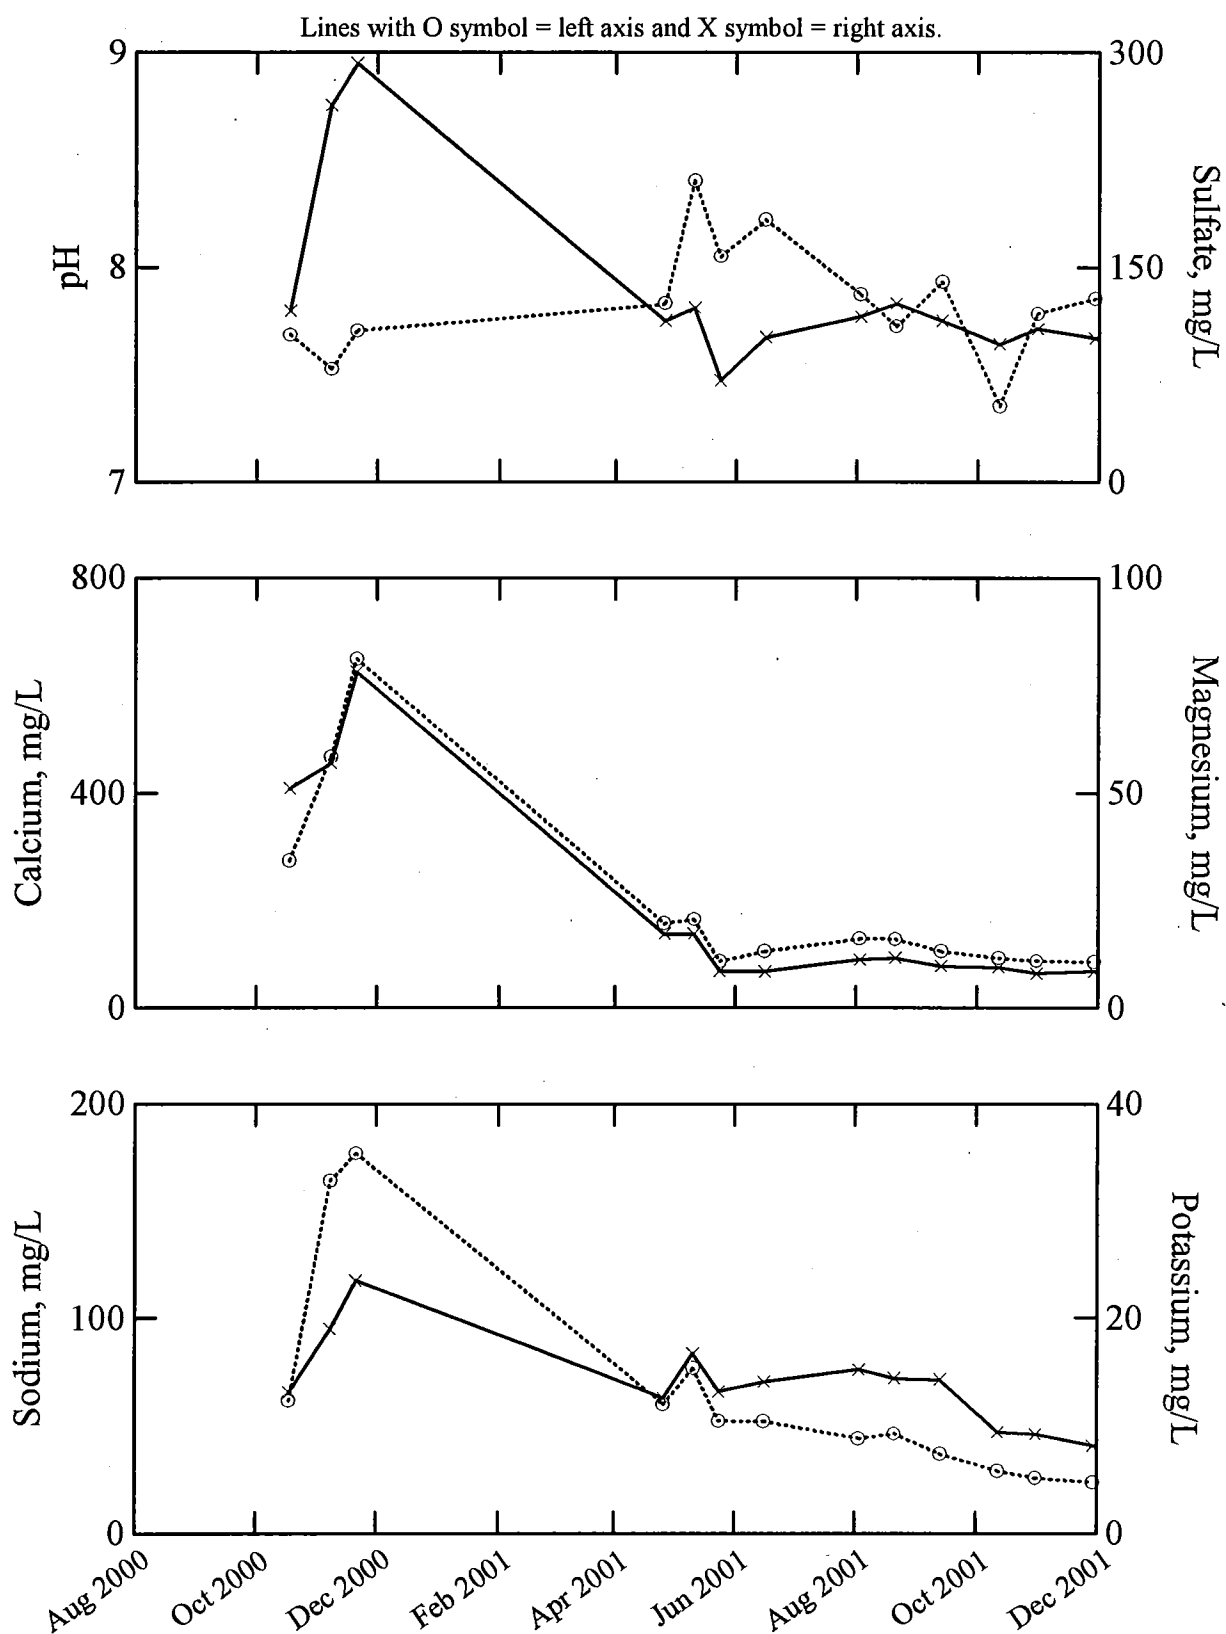 Lines with O symbol = left axis and X symbol = right axis.
9
300
pH
8
150
Sulfate, mg/L
7
0
800
100
Calcium, mg/L
400
50
Magnesium, mg/L
0
0
200
40
Sodium, mg/L
100
20
Potassium, mg/L
0
0
Aug 2000
Oct 2000
Dec 2000
Feb 2001
Apr 2001
Jun 2001
Aug 2001
Oct 2001
Dec 2001